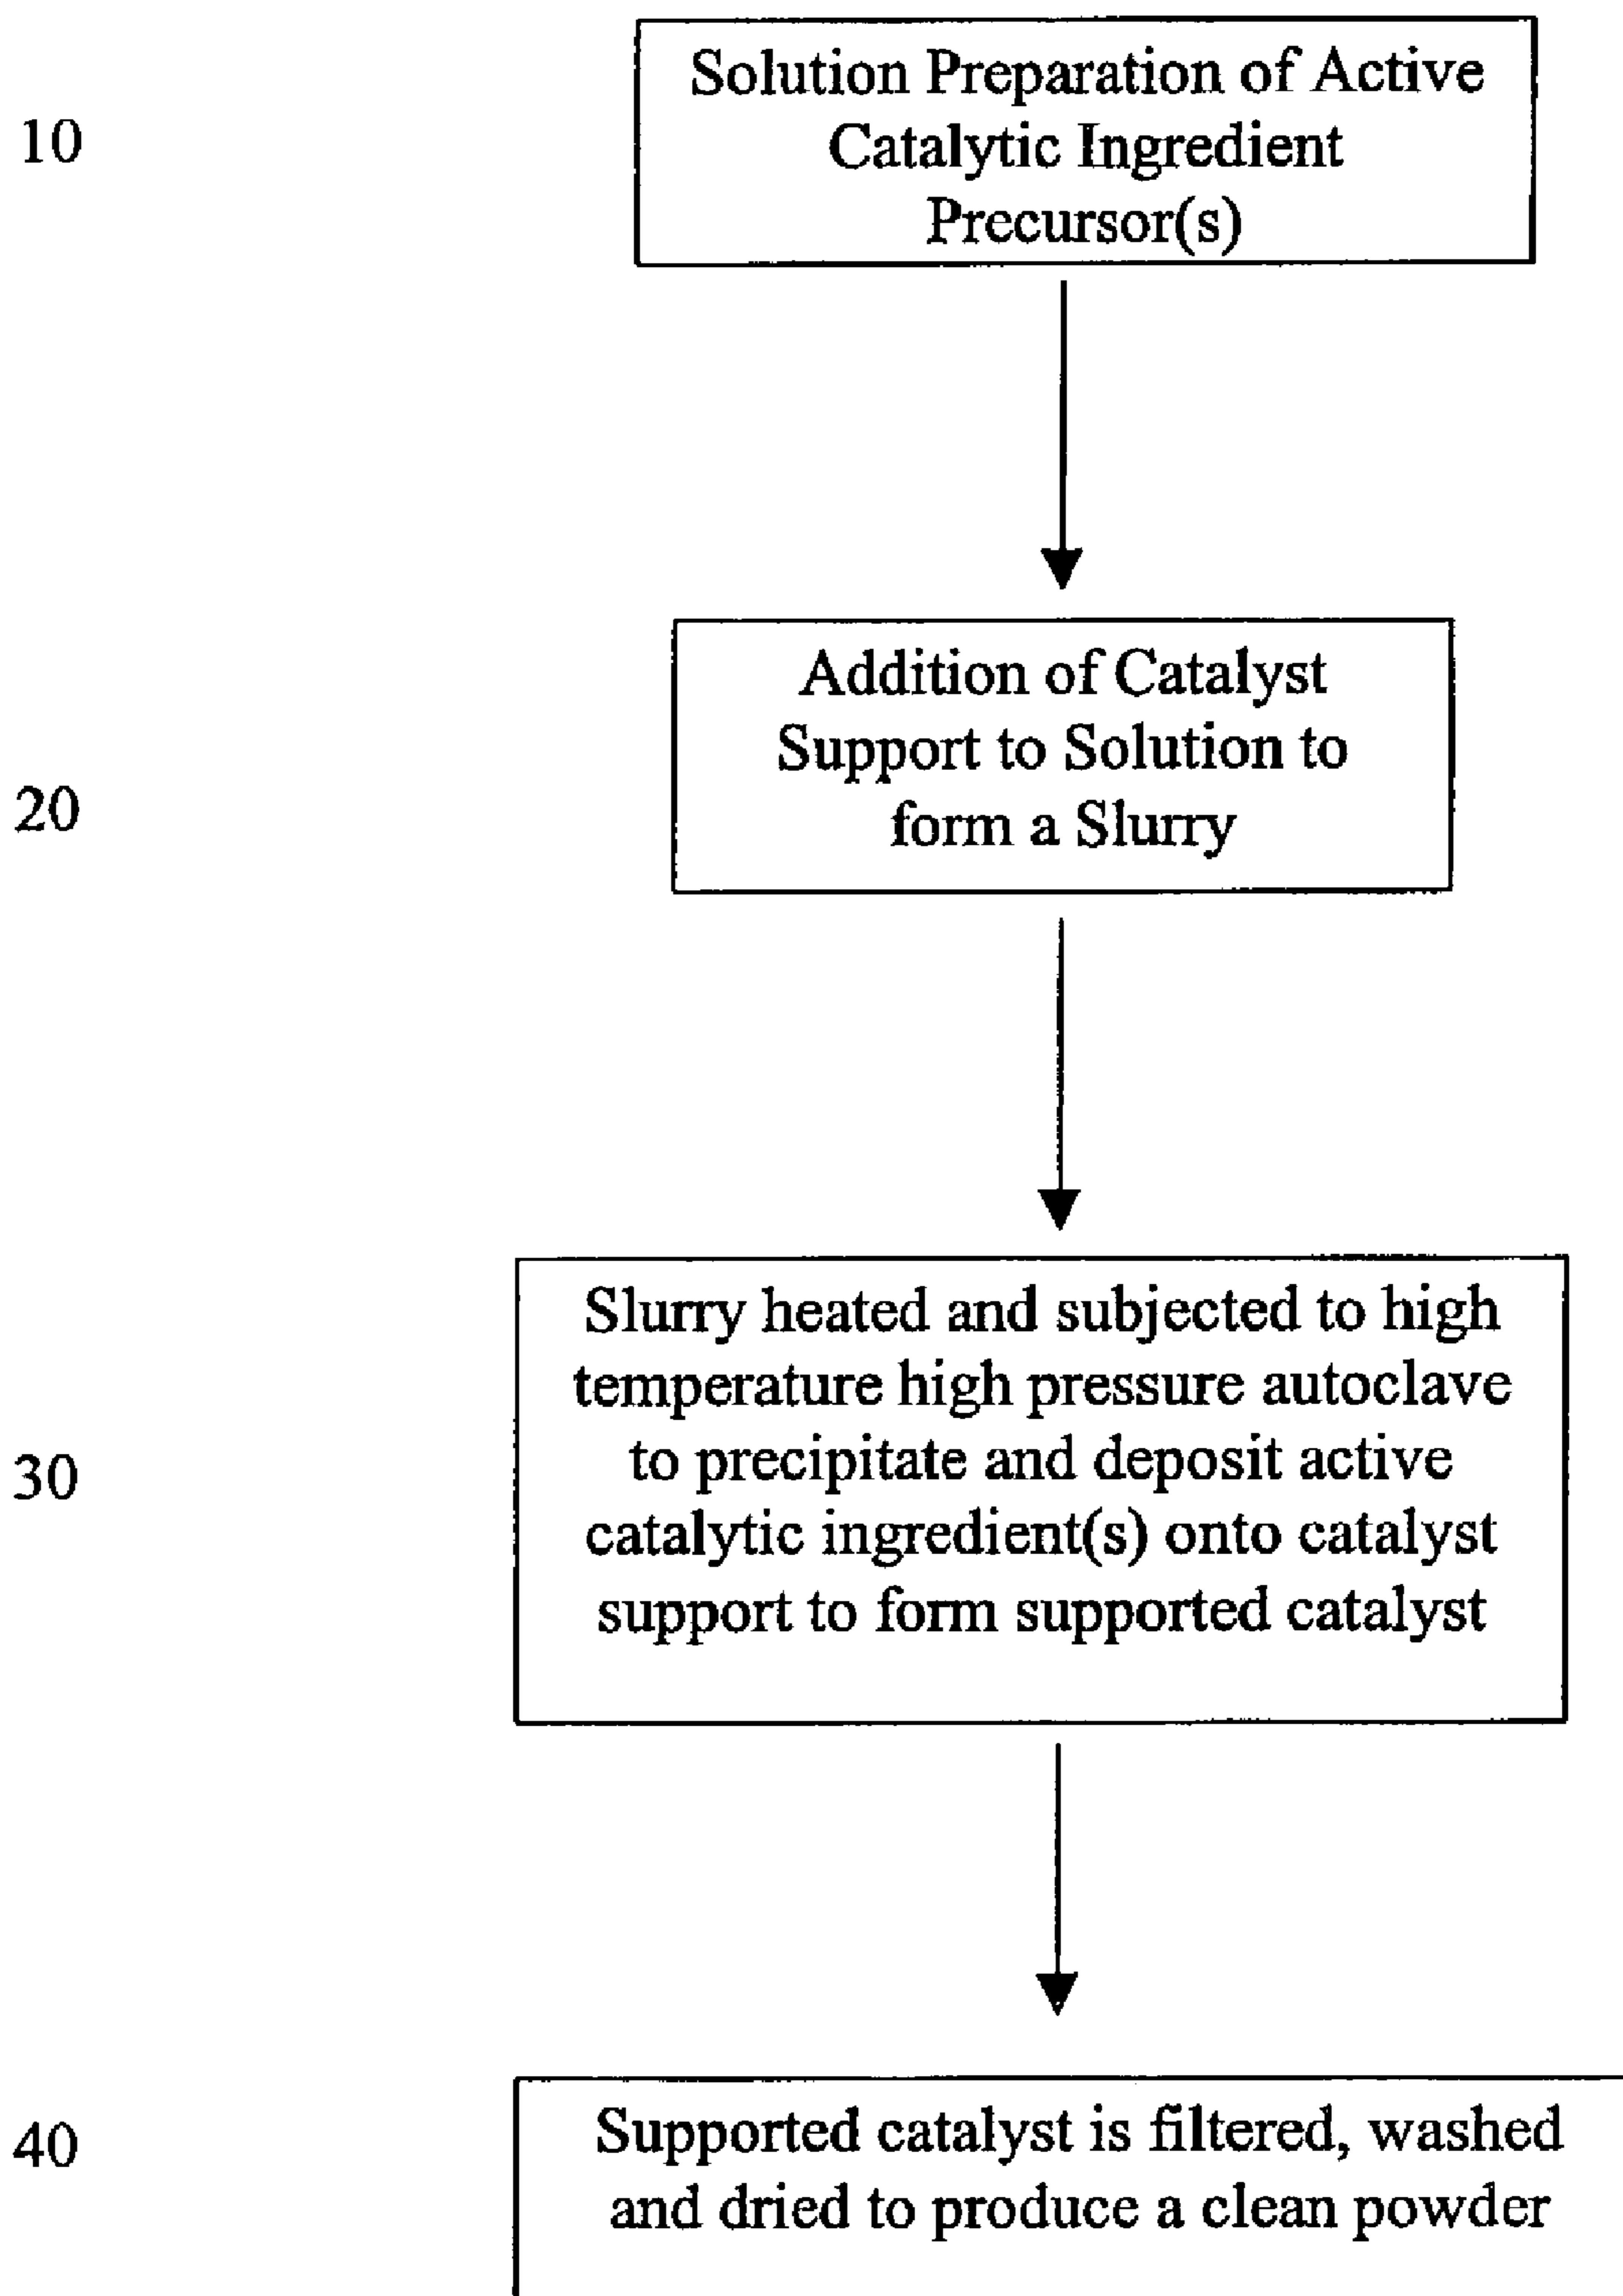 10
Solution Preparation of Active
Catalytic Ingredient
Precursor(s)
20
Addition of Catalyst
Support to Solution to
form a Slurry
30
Slurry heated and subjected to high
temperature high pressure autoclave
to precipitate and deposit active
catalytic ingredient(s) onto catalyst
support to form supported catalyst
40
Supported catalyst is filtered, washed
and dried to produce a clean powder